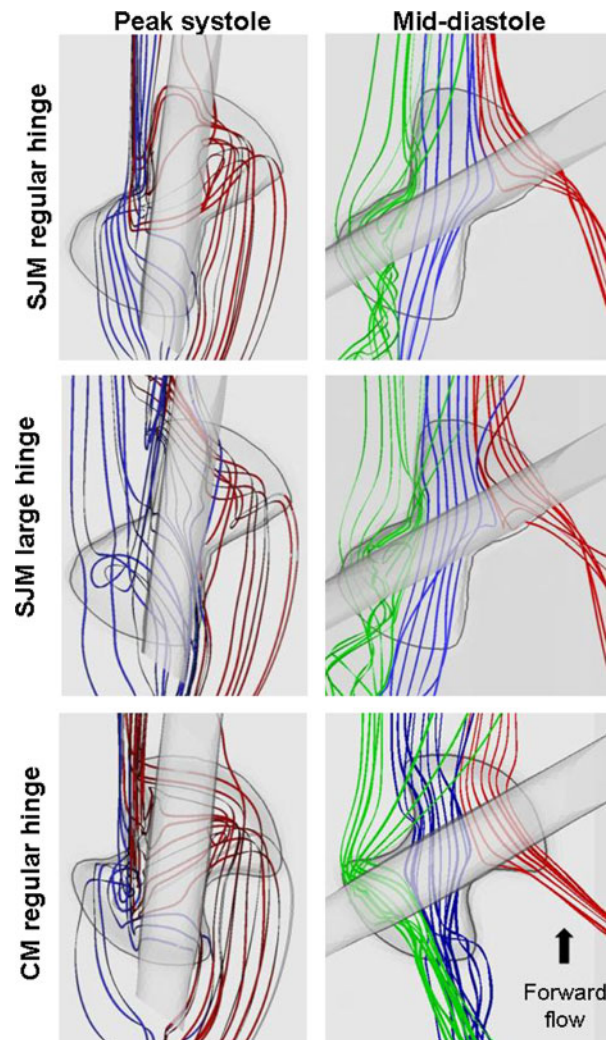 Peak systole
Mid-diastole
SJM regular hinge
SJM large hinge
CM regular hinge
Forward
flow